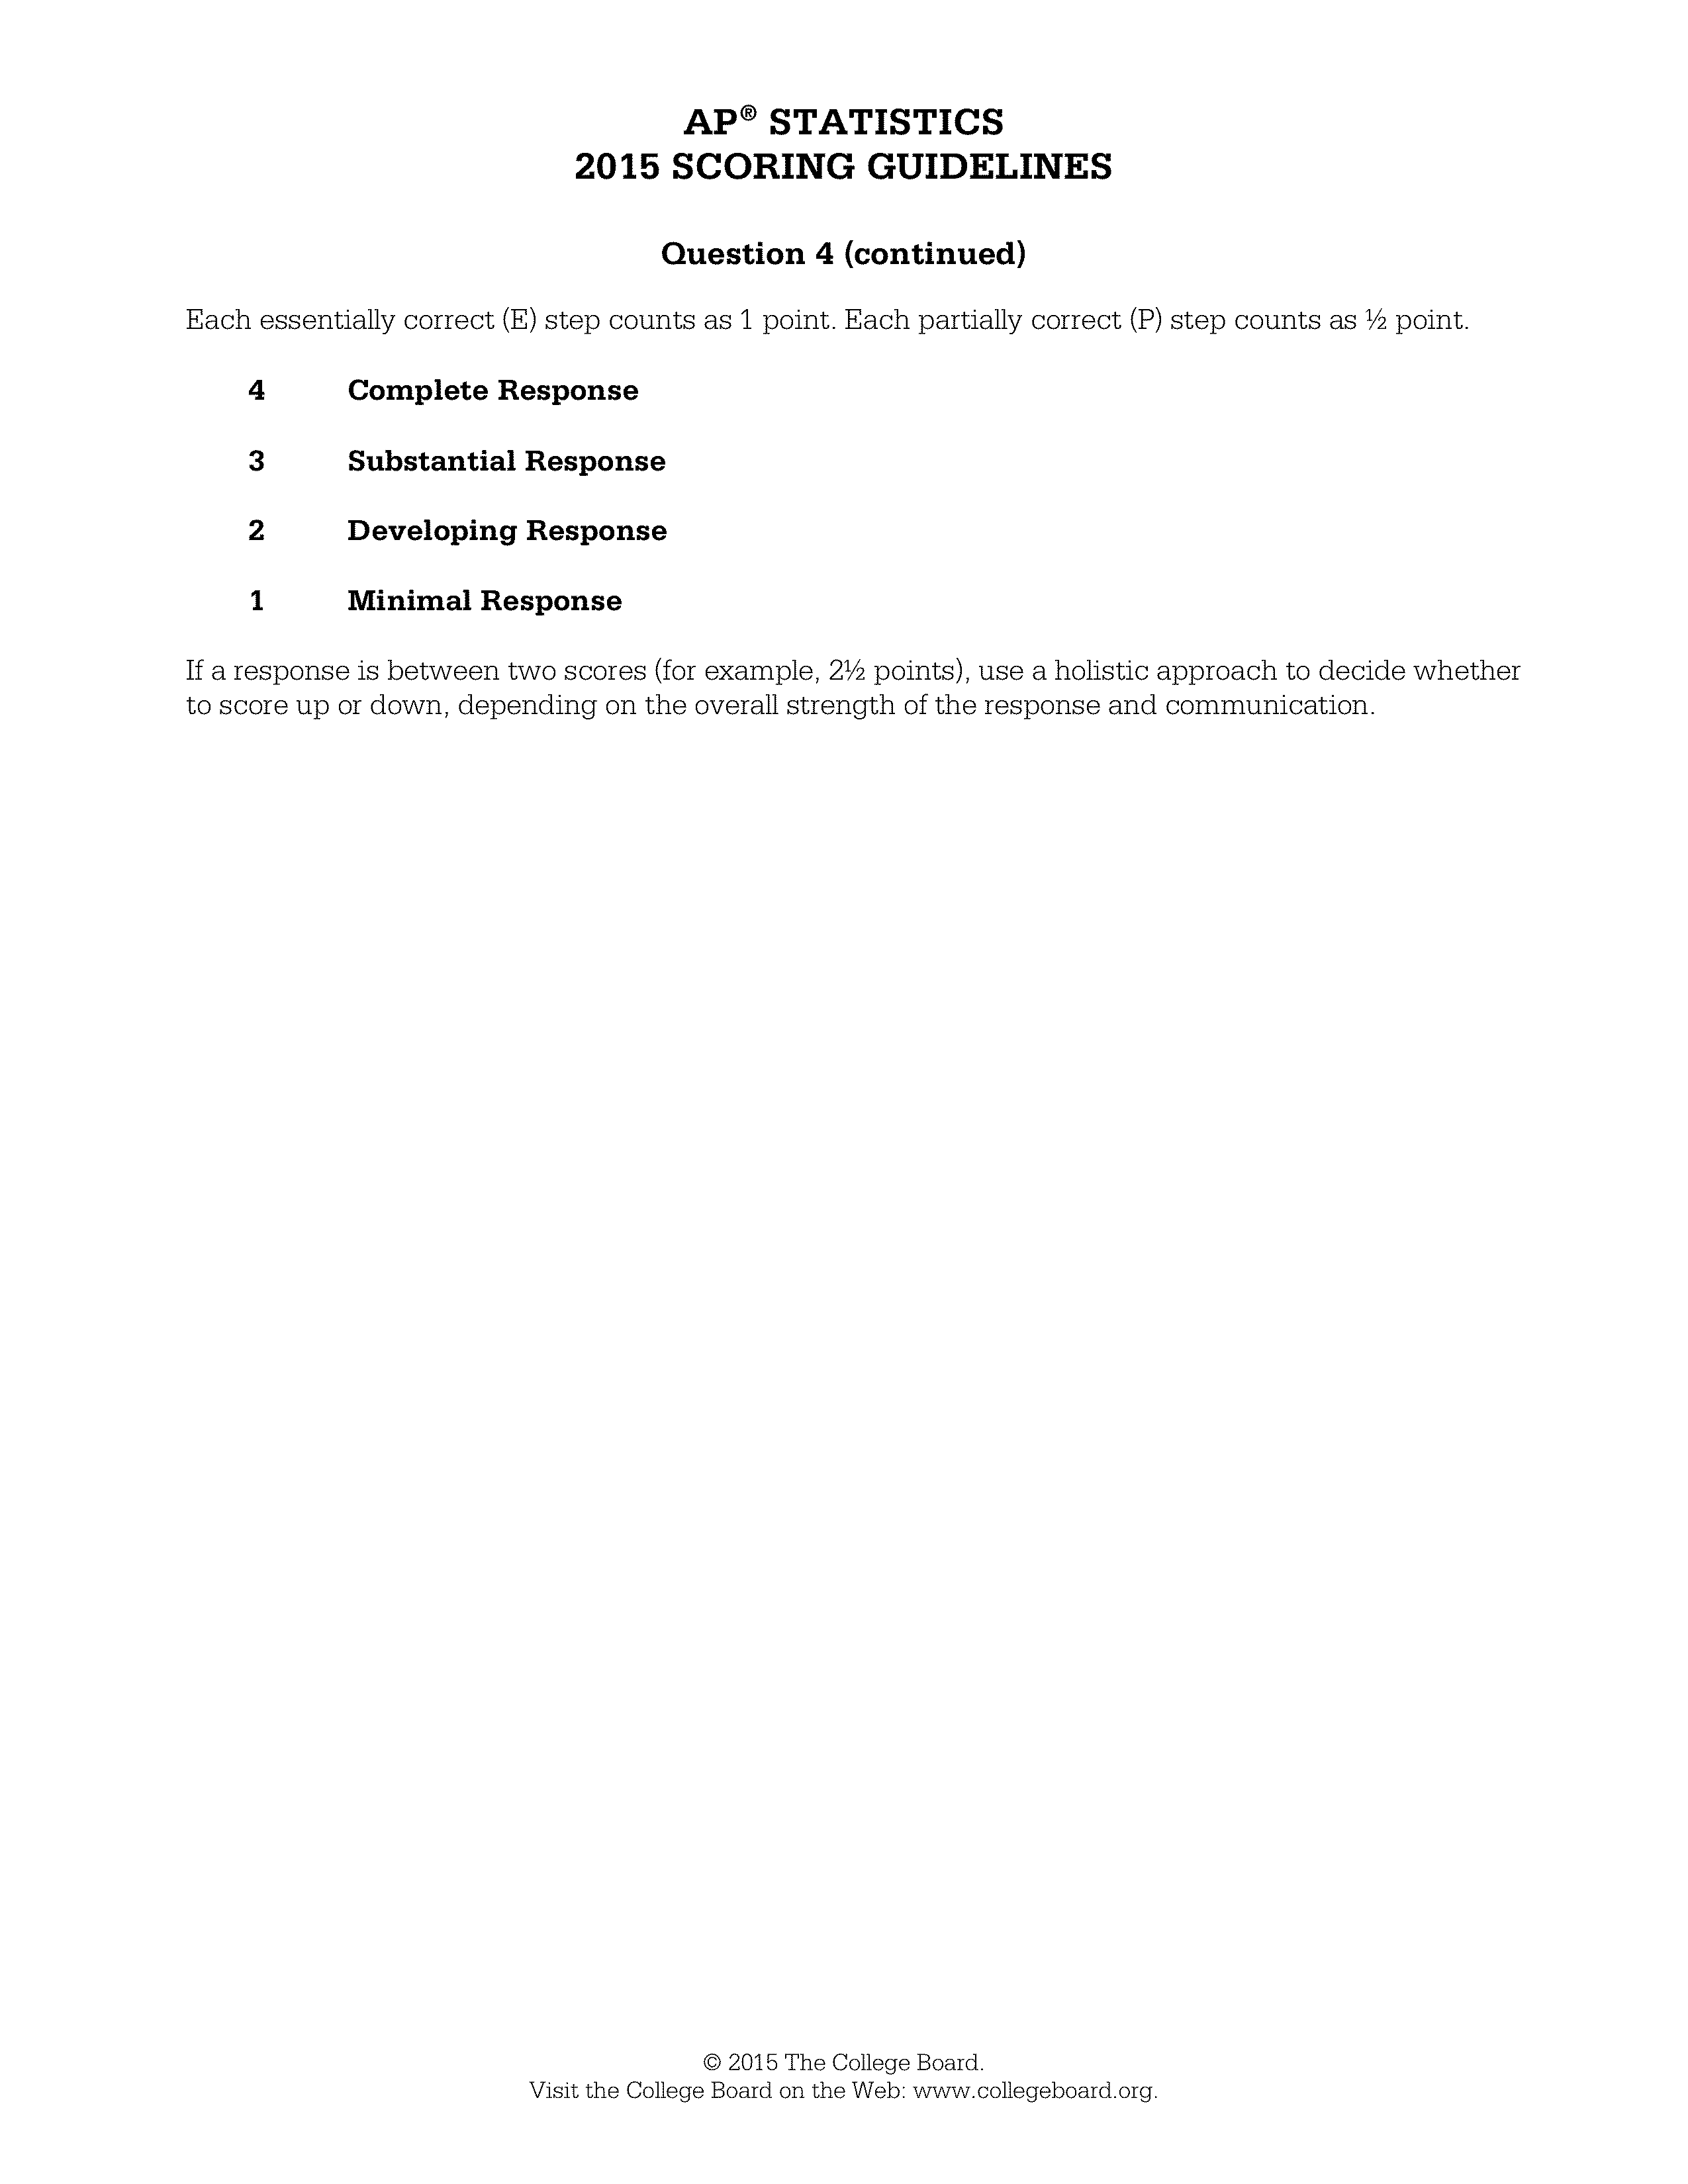 AP® STATISTICS
2015 SCORING GUIDELINES
Question 4 (continued)
Each essentially correct (E) step counts as 1 point. Each partially correct (P) step counts as ½ point.
4 Complete Response
3 Substantial Response
2 Developing Response
1 Minimal Response
If a response is between two scores (for example, 2½ points), use a holistic approach to decide whether
to score up or down, depending on the overall strength of the response and communication.
© 2015 The College Board.
Visit the College Board on the Web: www.collegeboard.org.